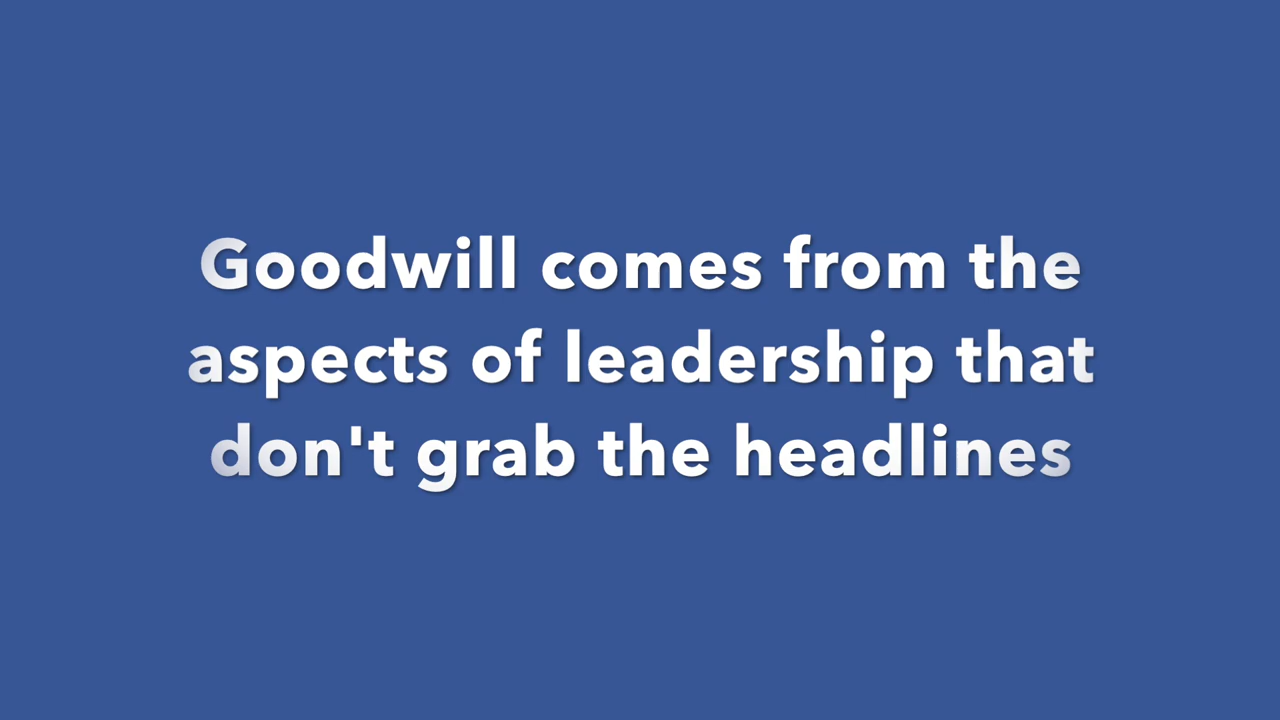 Goodwill comes from the
aspects of leadership that
don't grab the headlines